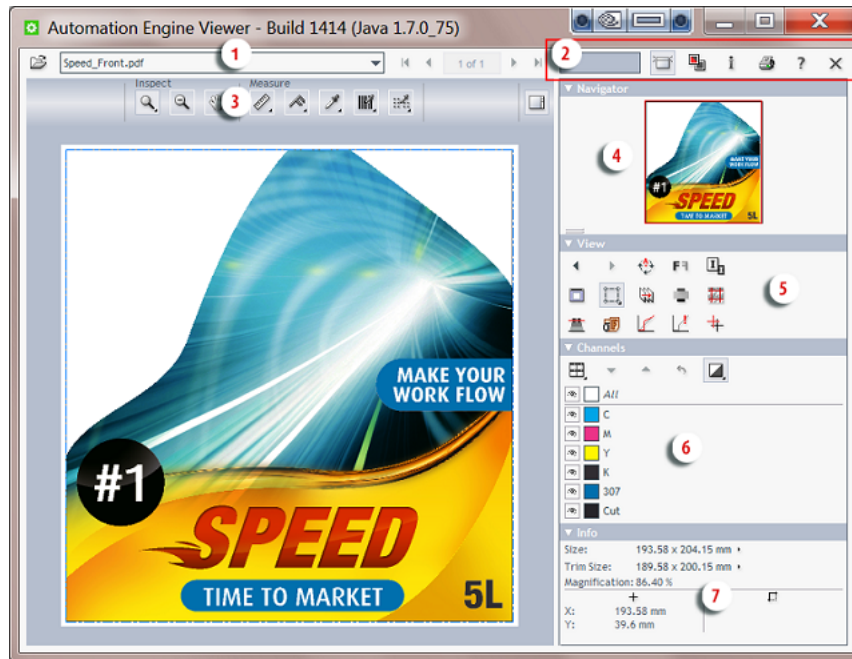 Automation Engine Viewer - Build 1414 (Java 1.7.0_75)
Speed_Front.pdf
1
1 of 1
2
i
?
Inspect
Measure
3
Navigator
4
#1
MAKE YOUR
WORK FLOW
SPEED
TIME TO MARKET
5L
View
5
Channels
All
C
M
Y
K
307
Cut
6
Info
Size: 193.58 x 204.15 mm
Trim Size: 189.58 x 200.15 mm
Magnification: 86.40 %
7
X: 193.58 mm
Y: 39.6 mm
MAKE YOUR
WORK FLOW
#1
SPEED
TIME TO MARKET
5L